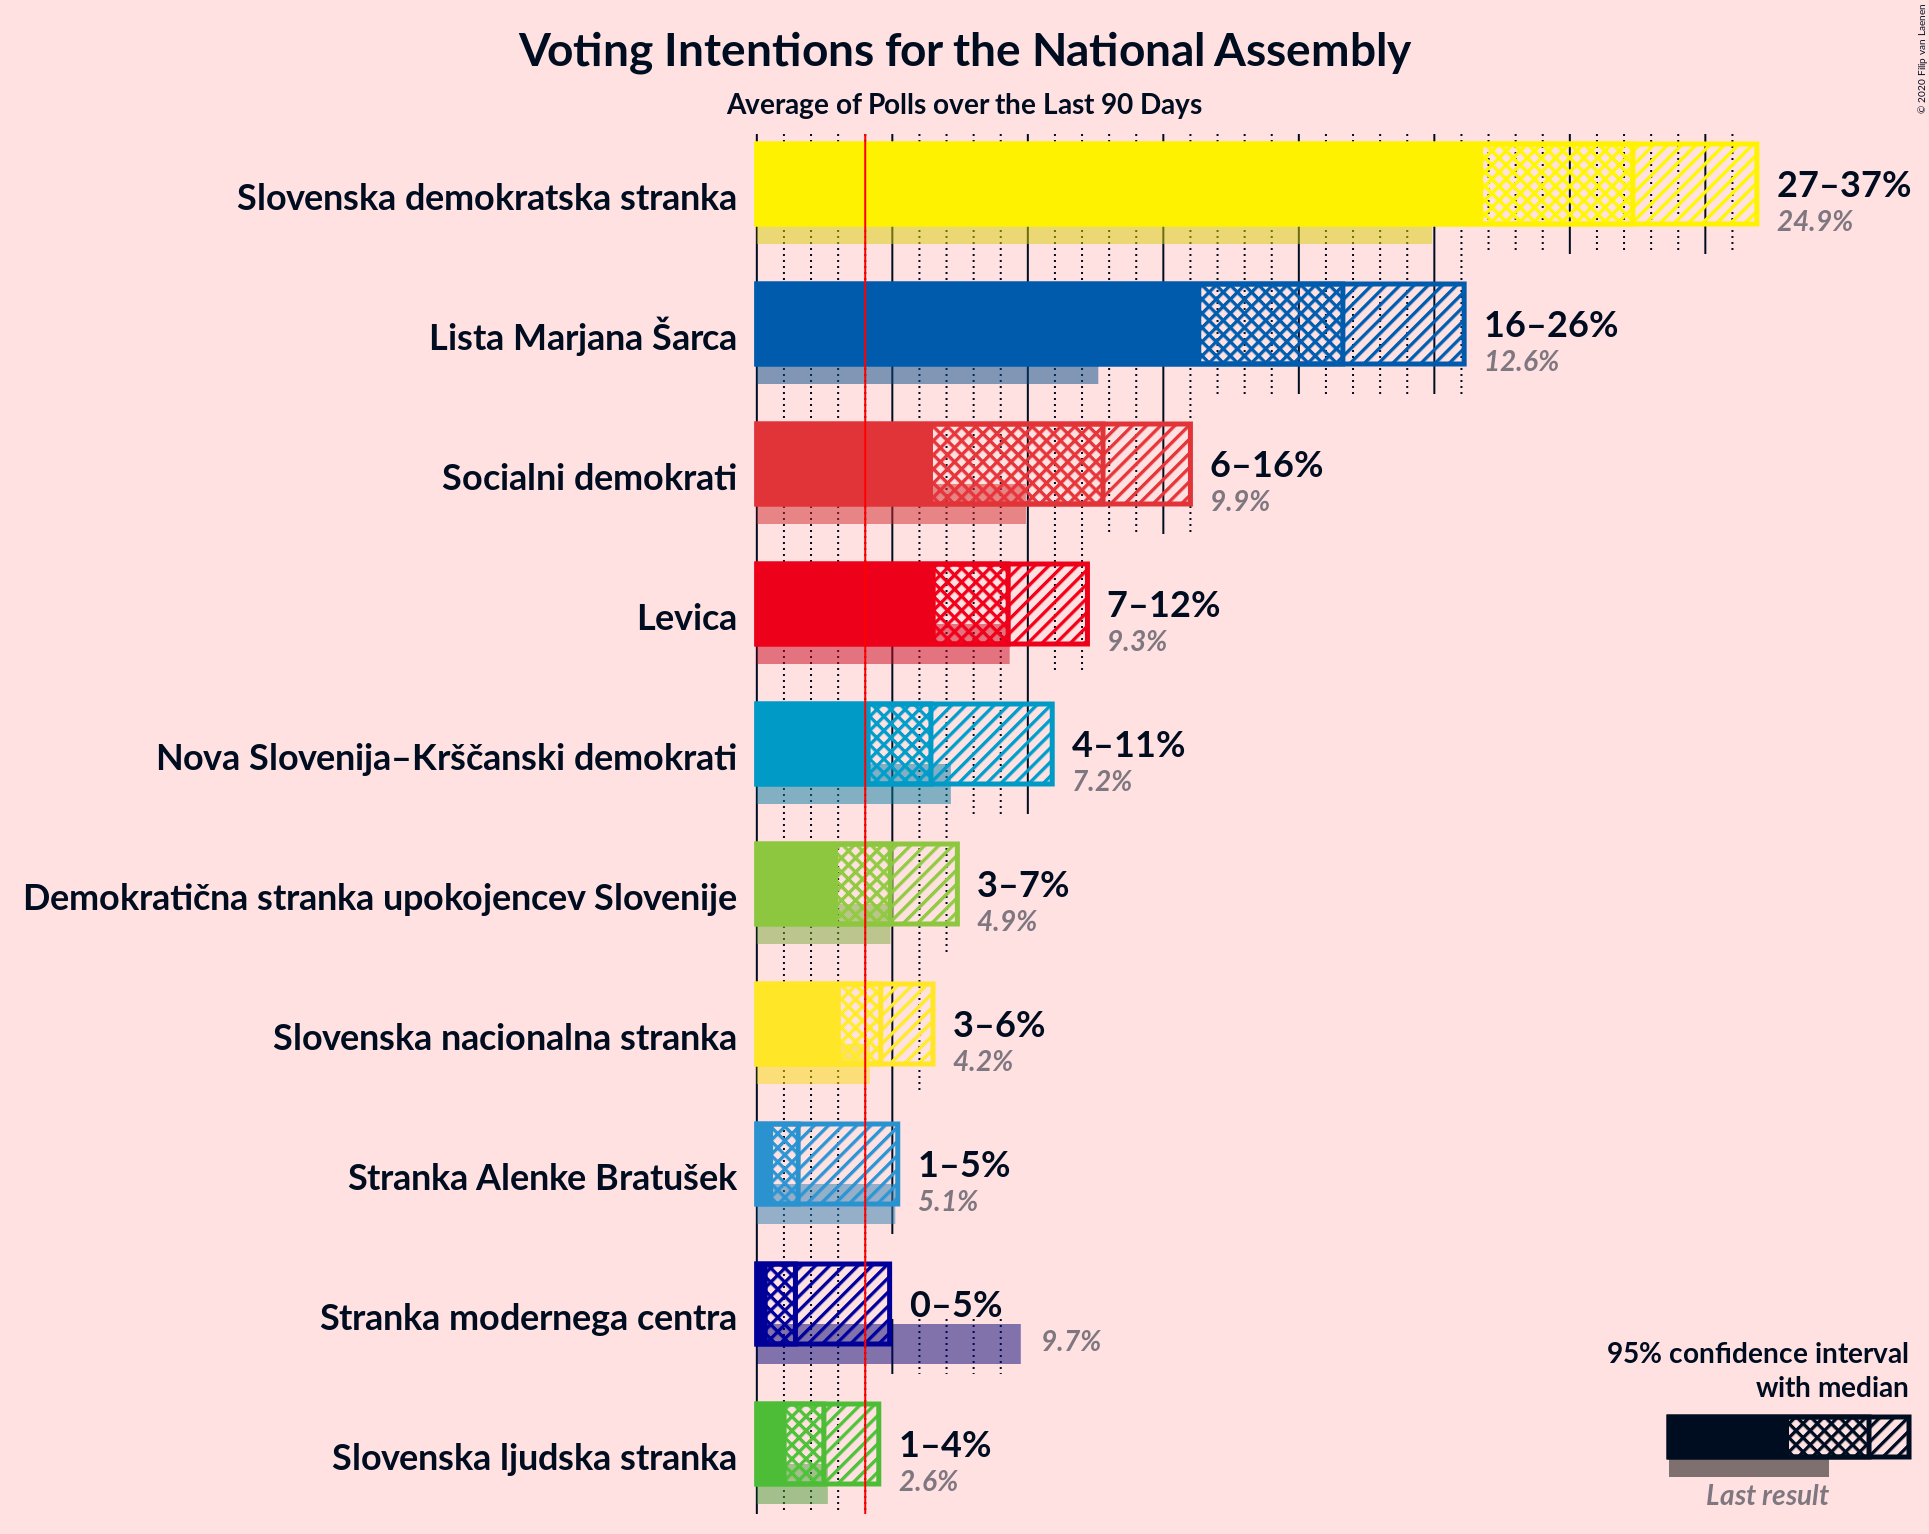 Voting Intentions for the National Assembly
Average of Polls over the Last 90 Days
© 2020 Filip van Laenen
Slovenska demokratska stranka
27–37%
24.9%
Lista Marjana Šarca
16–26%
12.6%
Socialni demokrati
6–16%
9.9%
Levica
7–12%
9.3%
Nova Slovenija–Krščanski demokrati
4–11%
7.2%
Demokratična stranka upokojencev Slovenije
3–7%
4.9%
Slovenska nacionalna stranka
3–6%
4.2%
Stranka Alenke Bratušek
1–5%
5.1%
Stranka modernega centra
0–5%
9.7%
Slovenska ljudska stranka
1–4%
2.6%
95% confidence interval
with median
Last result